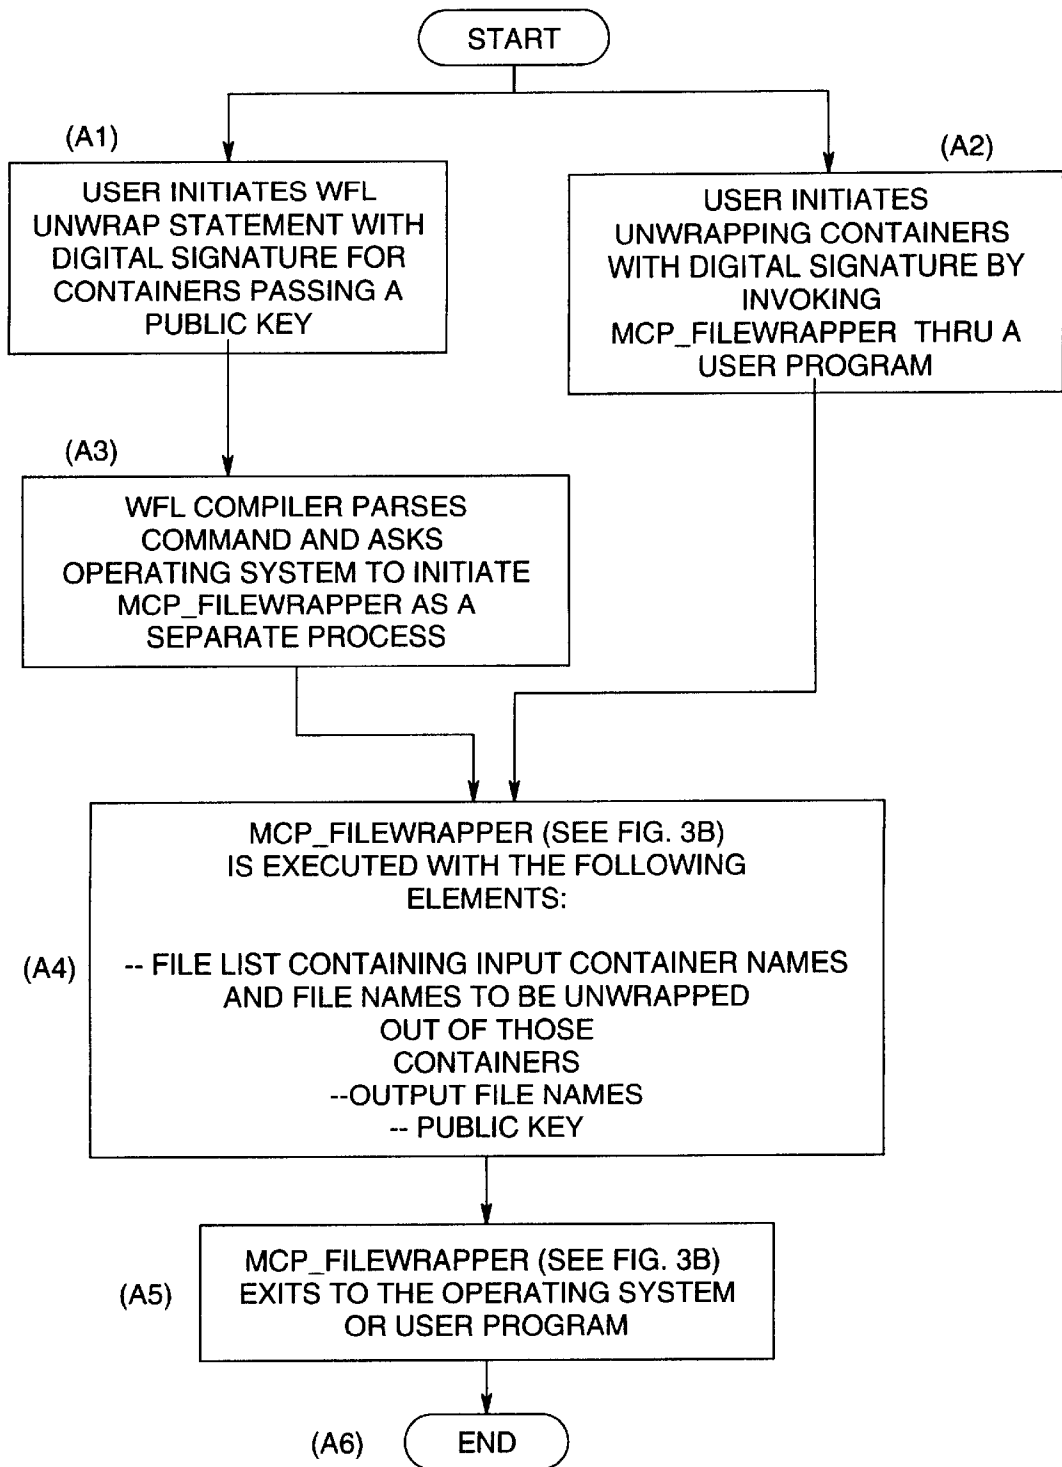 START
(A1)
USER INITIATES WFL
UNWRAP STATEMENT WITH
DIGITAL SIGNATURE FOR
CONTAINERS PASSING A
PUBLIC KEY
(A2)
USER INITIATES
UNWRAPPING CONTAINERS
WITH DIGITAL SIGNATURE BY
INVOKING
MCP_FILEWRAPPER THRU A
USER PROGRAM
(A3)
WFL COMPILER PARSES
COMMAND AND ASKS
OPERATING SYSTEM TO INITIATE
MCP_FILEWRAPPER AS A
SEPARATE PROCESS
(A4)
MCP_FILEWRAPPER (SEE FIG. 3B)
IS EXECUTED WITH THE FOLLOWING
ELEMENTS:
-- FILE LIST CONTAINING INPUT CONTAINER NAMES
AND FILE NAMES TO BE UNWRAPPED
OUT OF THOSE
CONTAINERS
--OUTPUT FILE NAMES
-- PUBLIC KEY
(A5)
MCP_FILEWRAPPER (SEE FIG. 3B)
EXITS TO THE OPERATING SYSTEM
OR USER PROGRAM
(A6)
END